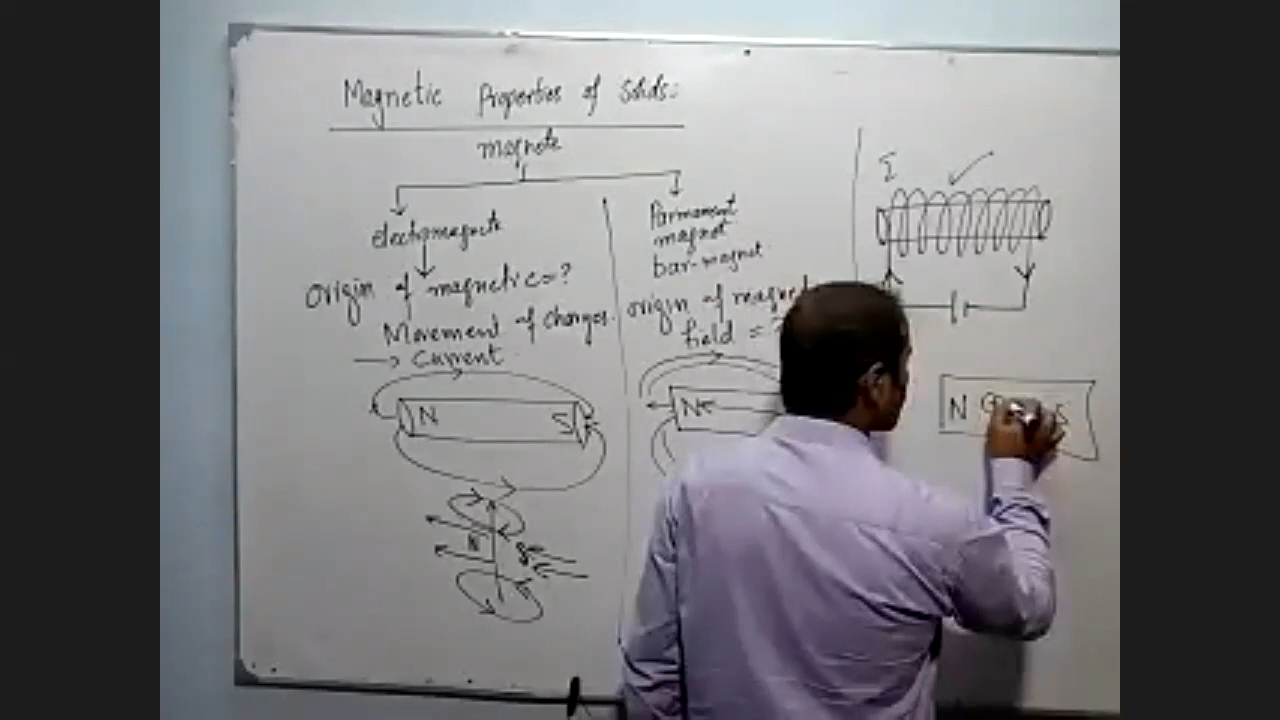 Magnetic Properties of Solids:
magnets
electromagnets
Origin of magnetic = ?
Movement of charges.
→ Current
N S
N S
Parmanent
magnet
bar-magnet
origin of magnet
field = ?
N
I
N S